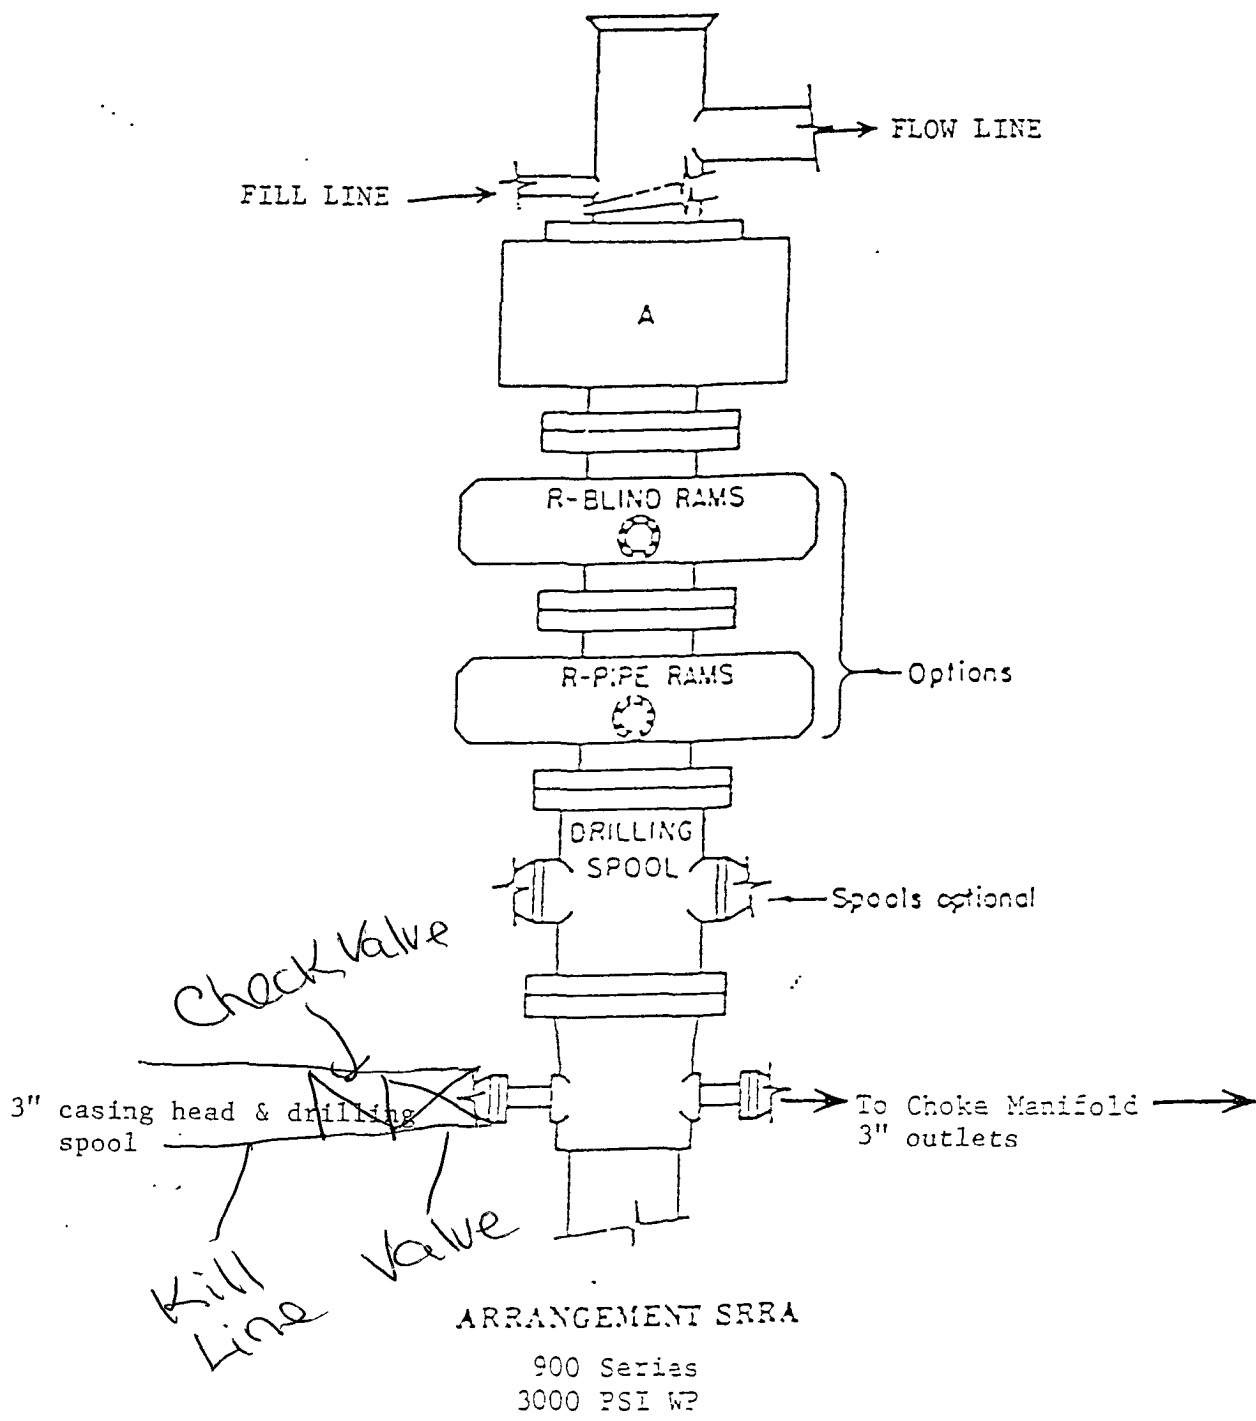 FLOW LINE
FILL LINE
A
R-BLIND RAMS
R-PIPE RAMS
Options
DRILLING
SPOOL
Spools optional
Check Valve
3" casing head & drilling
spool
To Choke Manifold
3" outlets
Kill
Line
Valve
ARRANGEMENT SRRA
900 Series
3000 PSI WP